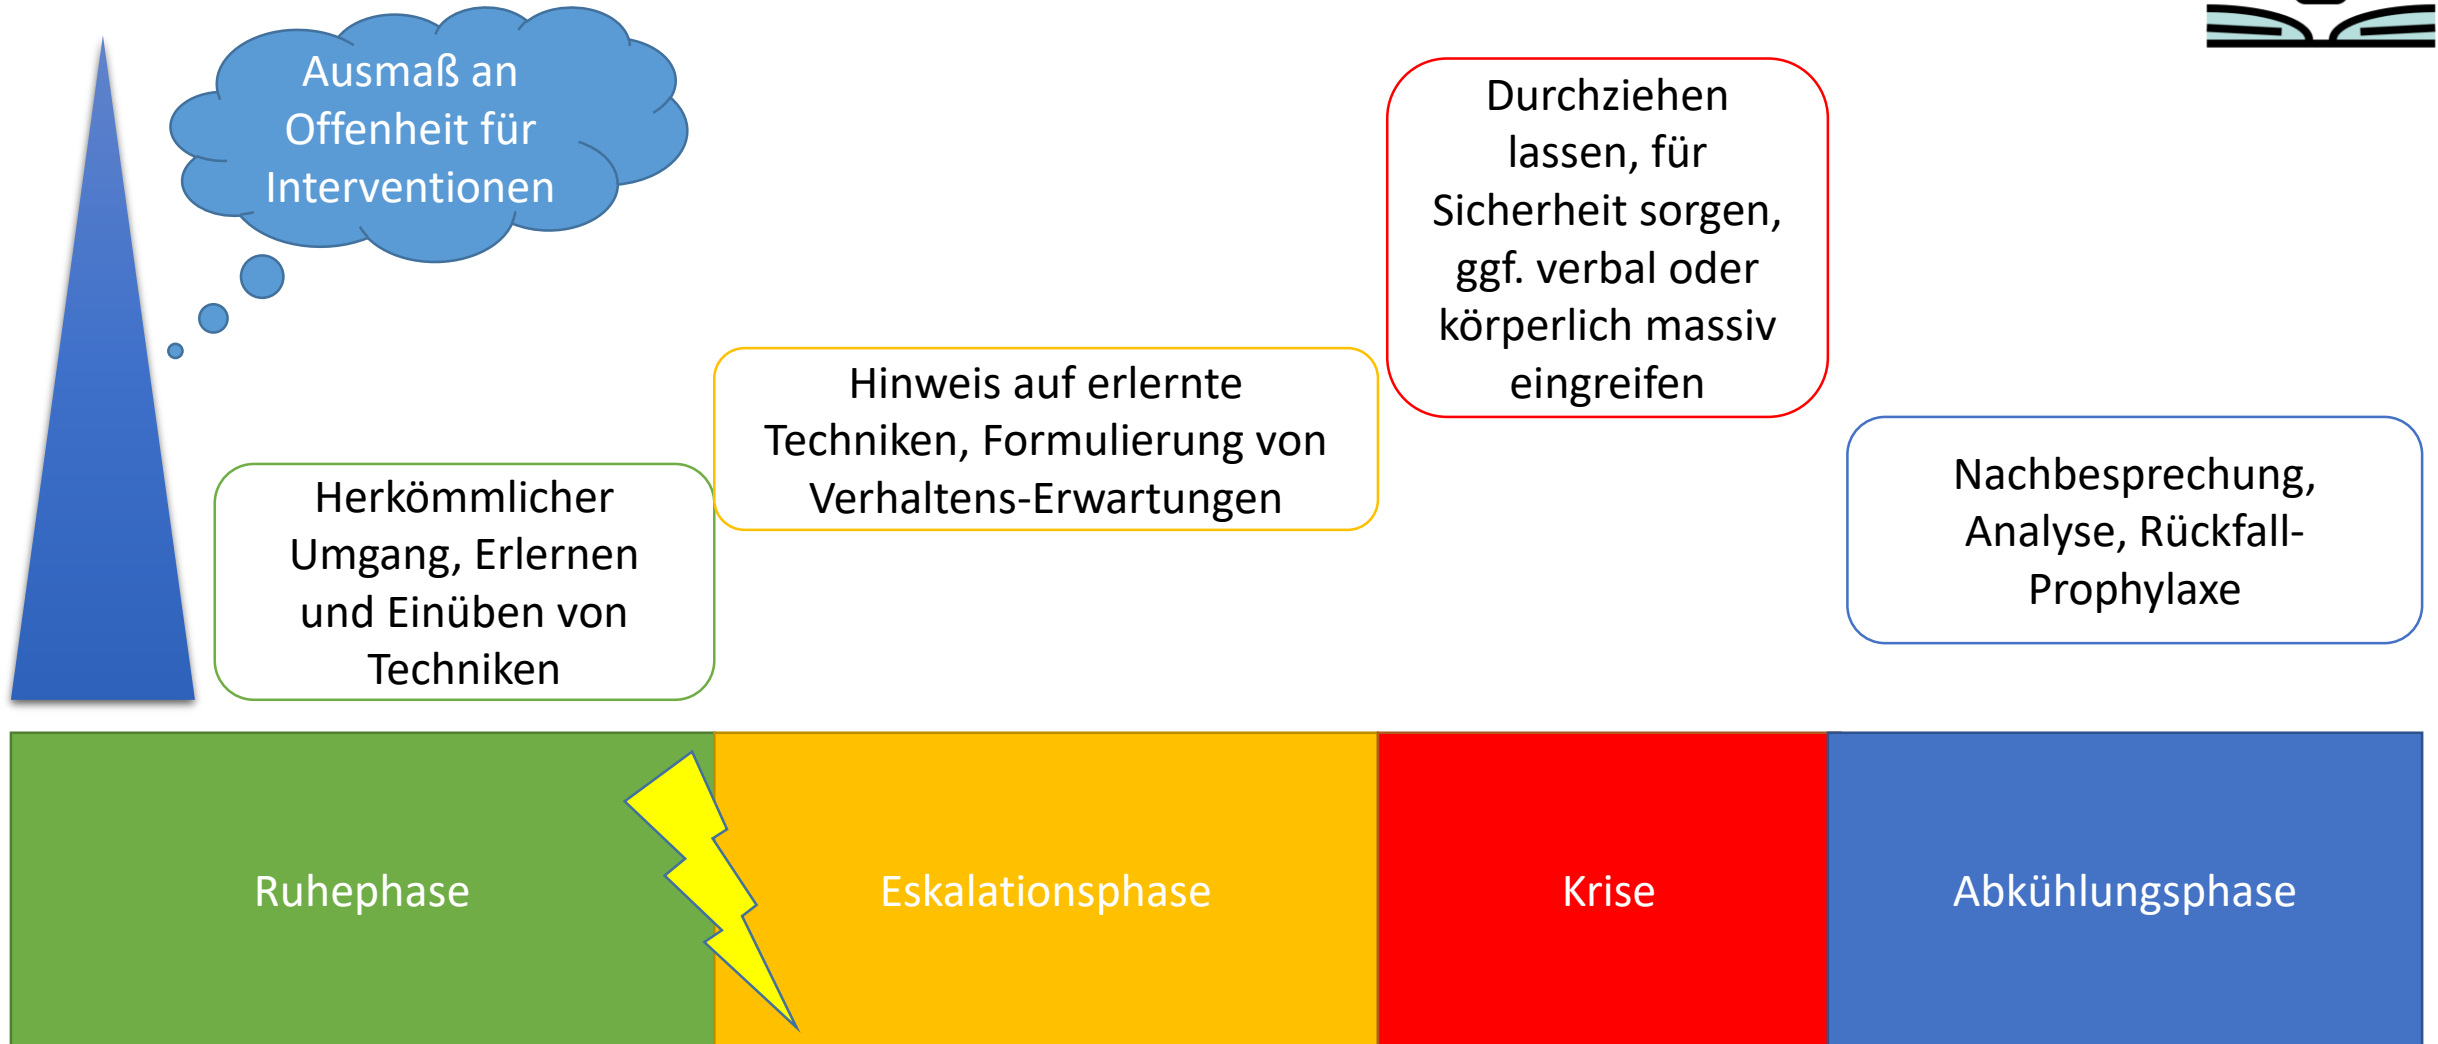 Ausmaß an
Offenheit für
Interventionen
Durchziehen
lassen, für
Sicherheit sorgen,
ggf. verbal oder
körperlich massiv
eingreifen
Hinweis auf erlernte
Techniken, Formulierung von
Verhaltens-Erwartungen
Herkömmlicher
Umgang, Erlernen
und Einüben von
Techniken
Nachbesprechung,
Analyse, Rückfall-
Prophylaxe
Ruhephase
Eskalationsphase
Krise
Abkühlungsphase